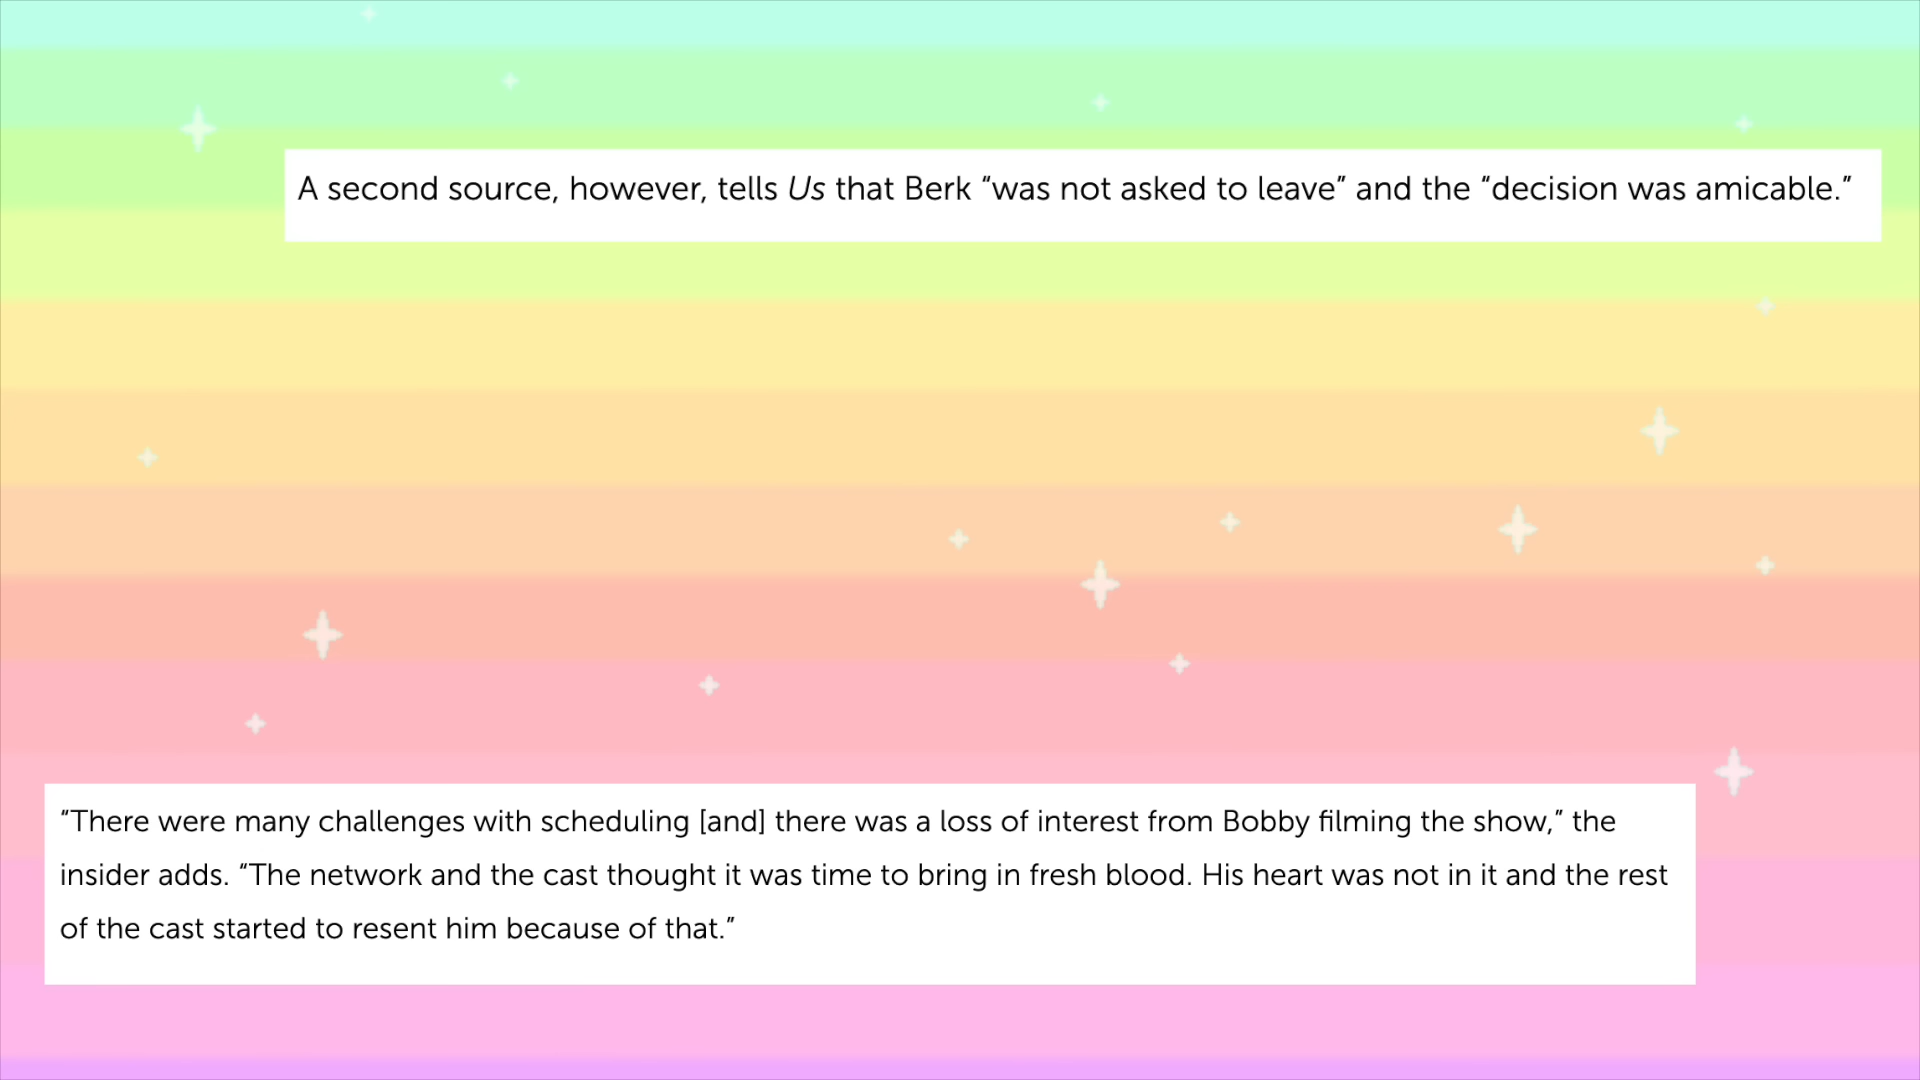 A second source, however, tells Us that Berk “was not asked to leave” and the “decision was amicable.”
“There were many challenges with scheduling [and] there was a loss of interest from Bobby filming the show,” the
insider adds. “The network and the cast thought it was time to bring in fresh blood. His heart was not in it and the rest
of the cast started to resent him because of that.”